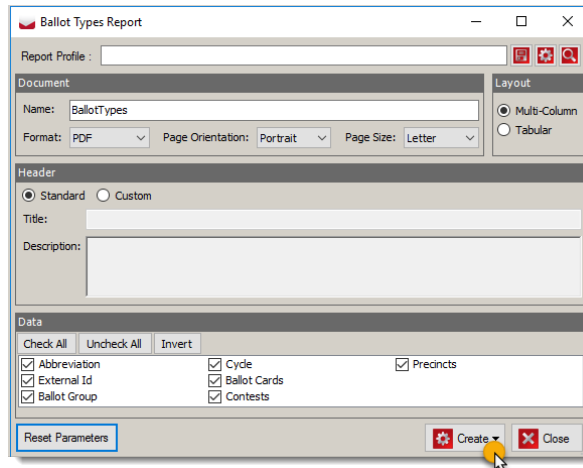 Ballot Types Report
Report Profile :
Document
Layout
Name: BallotTypes
Multi-Column
Format: PDF Page Orientation: Portrait Page Size: Letter
Tabular
Header
Standard Custom
Title:
Description:
Data
Check All Uncheck All Invert
Abbreviation Cycle Precincts
External Id Ballot Cards
Ballot Group Contests
Reset Parameters Create Close